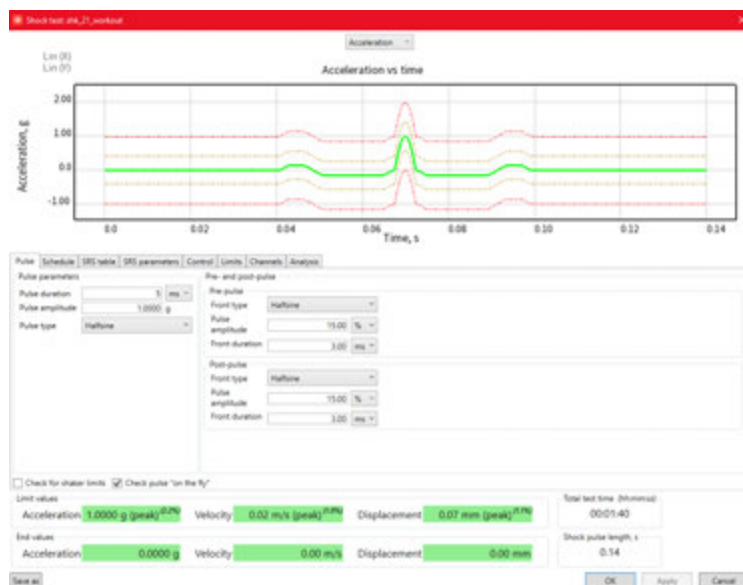 Shock test: shk_21_workout
Acceleration
Lin (X)
Lin (Y)
Acceleration vs time
2.00
1.00
0.0
-1.00
Acceleration, g
0.0 0.02 0.04 0.06 0.08 0.10 0.12 0.14
Time, s
Pulse Schedule SRS table SRS parameters Control Limits Channels Analysis
Pulse parameters
Pulse duration 5 ms
Pulse amplitude 1.0000 g
Pulse type Halfsine
Pre- and post-pulse
Pre pulse
Front type Halfsine
Pulse amplitude 15.00 %
Front duration 3.00 ms
Post-pulse
Front type Halfsine
Pulse amplitude 15.00 %
Front duration 3.00 ms
Check for shaker limits Check pulse "on the fly"
Limit values
Acceleration 1.0000 g (peak) Velocity 0.02 m/s (peak) Displacement 0.07 mm (peak)
Total test time
00:01:40
End values
Acceleration 0.0000 g Velocity 0.00 m/s Displacement 0.00 mm
Shock pulse length, s
0.14
Save as OK Apply Cancel